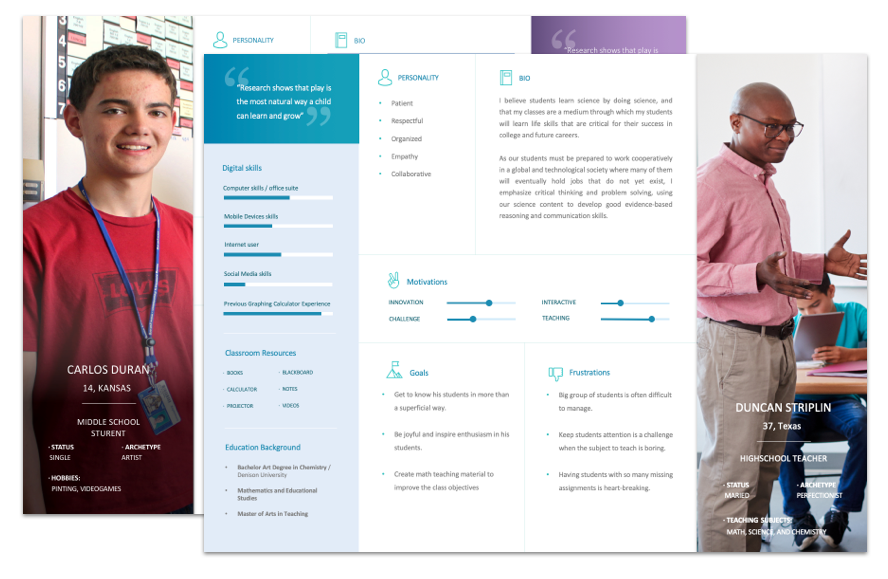 PERSONALITY
BIO
"Research shows that play is
3
4
5
6
7
CARLOS DURAN
14, KANSAS
MIDDLE SCHOOL
STURENT
· STATUS
SINGLE
· ARCHETYPE
ARTIST
· HOBBIES:
PINTING, VIDEOGAMES
"Research shows that play is
the most natural way a child
can learn and grow"
Digital skills
Computer skills / office suite
Mobile Devices skills
Internet user
Social Media skills
Previous Graphing Calculator Experience
Classroom Resources
· BOOKS
· BLACKBOARD
· CALCULATOR
· NOTES
· PROJECTOR
· VIDEOS
Education Background
• Bachelor Art Degree in Chemistry /
Denison University
• Mathematics and Educational
Studies
• Master of Arts in Teaching
PERSONALITY
• Patient
• Respectful
• Organized
• Empathy
• Collaborative
BIO
I believe students learn science by doing science, and
that my classes are a medium through which my students
will learn life skills that are critical for their success in
college and future careers.
As our students must be prepared to work cooperatively
in a global and technological society where many of them
will eventually hold jobs that do not yet exist, I
emphasize critical thinking and problem solving, using
our science content to develop good evidence-based
reasoning and communication skills.
Motivations
INNOVATION
INTERACTIVE
CHALLENGE
TEACHING
Goals
• Get to know his students in more than
a superficial way.
• Be joyful and inspire enthusiasm in his
students.
• Create math teaching material to
improve the class objectives
Frustrations
• Big group of students is often difficult
to manage.
• Keep students attention is a challenge
when the subject to teach is boring.
• Having students with so many missing
assignments is heart-breaking.
DUNCAN STRIPLIN
37, Texas
HIGHSCHOOL TEACHER
· STATUS
MARIED
· ARCHETYPE
PERFECTIONIST
· TEACHING SUBJECTS:
MATH, SCIENCE, AND CHEMISTRY